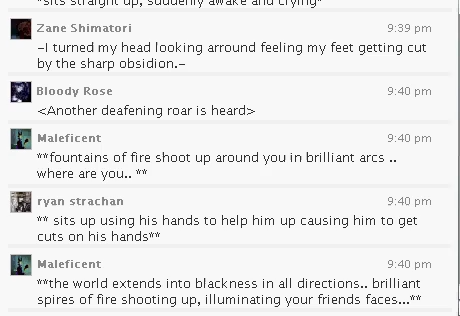 *sits straight up, suddenly awake and crying*
Zane Shimatori 9:39 pm
~I turned my head looking arround feeling my feet getting cut
by the sharp obsidion.~
Bloody Rose 9:40 pm
<Another deafening roar is heard>
Maleficent 9:40 pm
**fountains of fire shoot up around you in brilliant arcs ..
where are you.. **
ryan strachan 9:40 pm
** sits up using his hands to help him up causing him to get
cuts on his hands**
Maleficent 9:40 pm
**the world extends into blackness in all directions.. brilliant
spires of fire shooting up, illuminating your friends faces...**